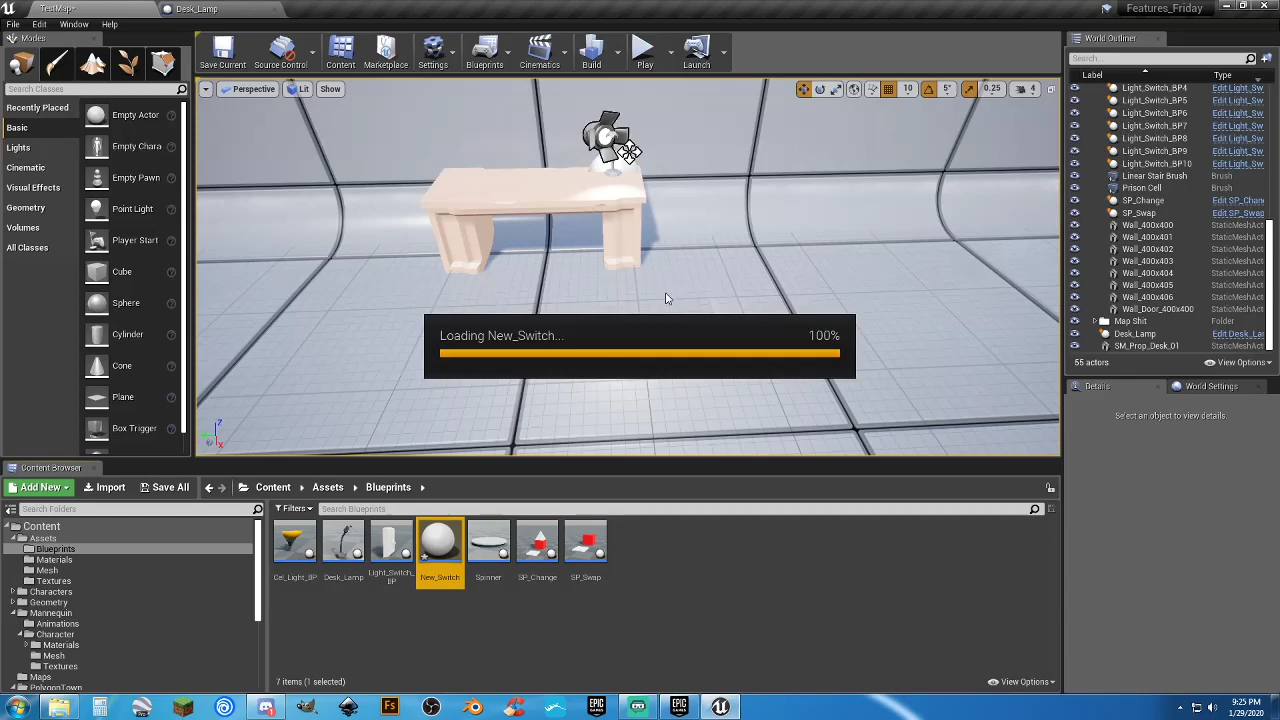 TestMap*
Desk_Lamp
Features_Friday
File Edit Window Help
Modes
Search Classes
Recently Placed
Basic
Lights
Cinematic
Visual Effects
Geometry
Volumes
All Classes
Empty Actor
Empty Chara
Empty Pawn
Point Light
Player Start
Cube
Sphere
Cylinder
Cone
Plane
Box Trigger
Save Current Source Control Content Marketplace Settings Blueprints Cinematics Build Play Launch
Perspective Lit Show
10 5° 0.25 4
Loading New_Switch... 100%
World Outliner
Search...
Label Type
Light_Switch_BP4 Edit Light_Sw
Light_Switch_BP5 Edit Light_Sw
Light_Switch_BP6 Edit Light_Sw
Light_Switch_BP7 Edit Light_Sw
Light_Switch_BP8 Edit Light_Sw
Light_Switch_BP9 Edit Light_Sw
Light_Switch_BP10 Edit Light_Sw
Linear Stair Brush Brush
Prison Cell Brush
SP_Change Edit SP_Chan
SP_Swap Edit SP_Swap
Wall_400x400 StaticMeshAct
Wall_400x401 StaticMeshAct
Wall_400x402 StaticMeshAct
Wall_400x403 StaticMeshAct
Wall_400x404 StaticMeshAct
Wall_400x405 StaticMeshAct
Wall_400x406 StaticMeshAct
Wall_Door_400x400 StaticMeshAct
Map Shit Folder
Desk_Lamp Edit Desk_La
SM_Prop_Desk_01 StaticMeshAct
55 actors View Options
Details World Settings
Select an object to view details.
Content Browser
Add New Import Save All Content Assets Blueprints
Search Folders
Filters Search Blueprints
Content
Assets
Blueprints
Materials
Mesh
Textures
Characters
Geometry
Mannequin
Animations
Character
Materials
Mesh
Textures
Maps
PolygonTown
Cel_Light_BP
Desk_Lamp
Light_Switch_
BP
New_Switch
Spinner
SP_Change
SP_Swap
7 items (1 selected) View Options
9:25 PM
1/29/2020